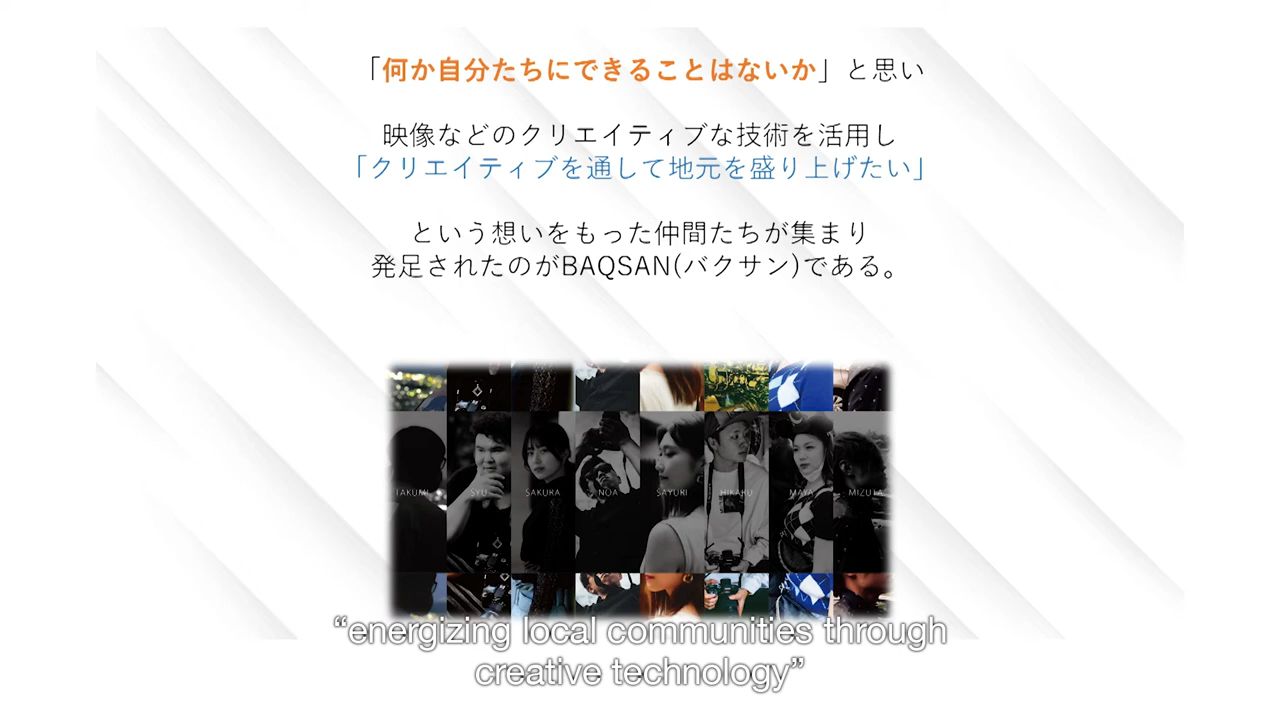 「何か自分たちにできることはないか」と思い
映像などのクリエイティブな技術を活用し
「クリエイティブを通して地元を盛り上げたい」
という想いをもった仲間たちが集まり
発足されたのがBAQSAN(バクサン)である。
TAKUMI SYU SAKURA NOA SAYURI HIKARU MAYA MIZUTA
“energizing local communities through
creative technology”